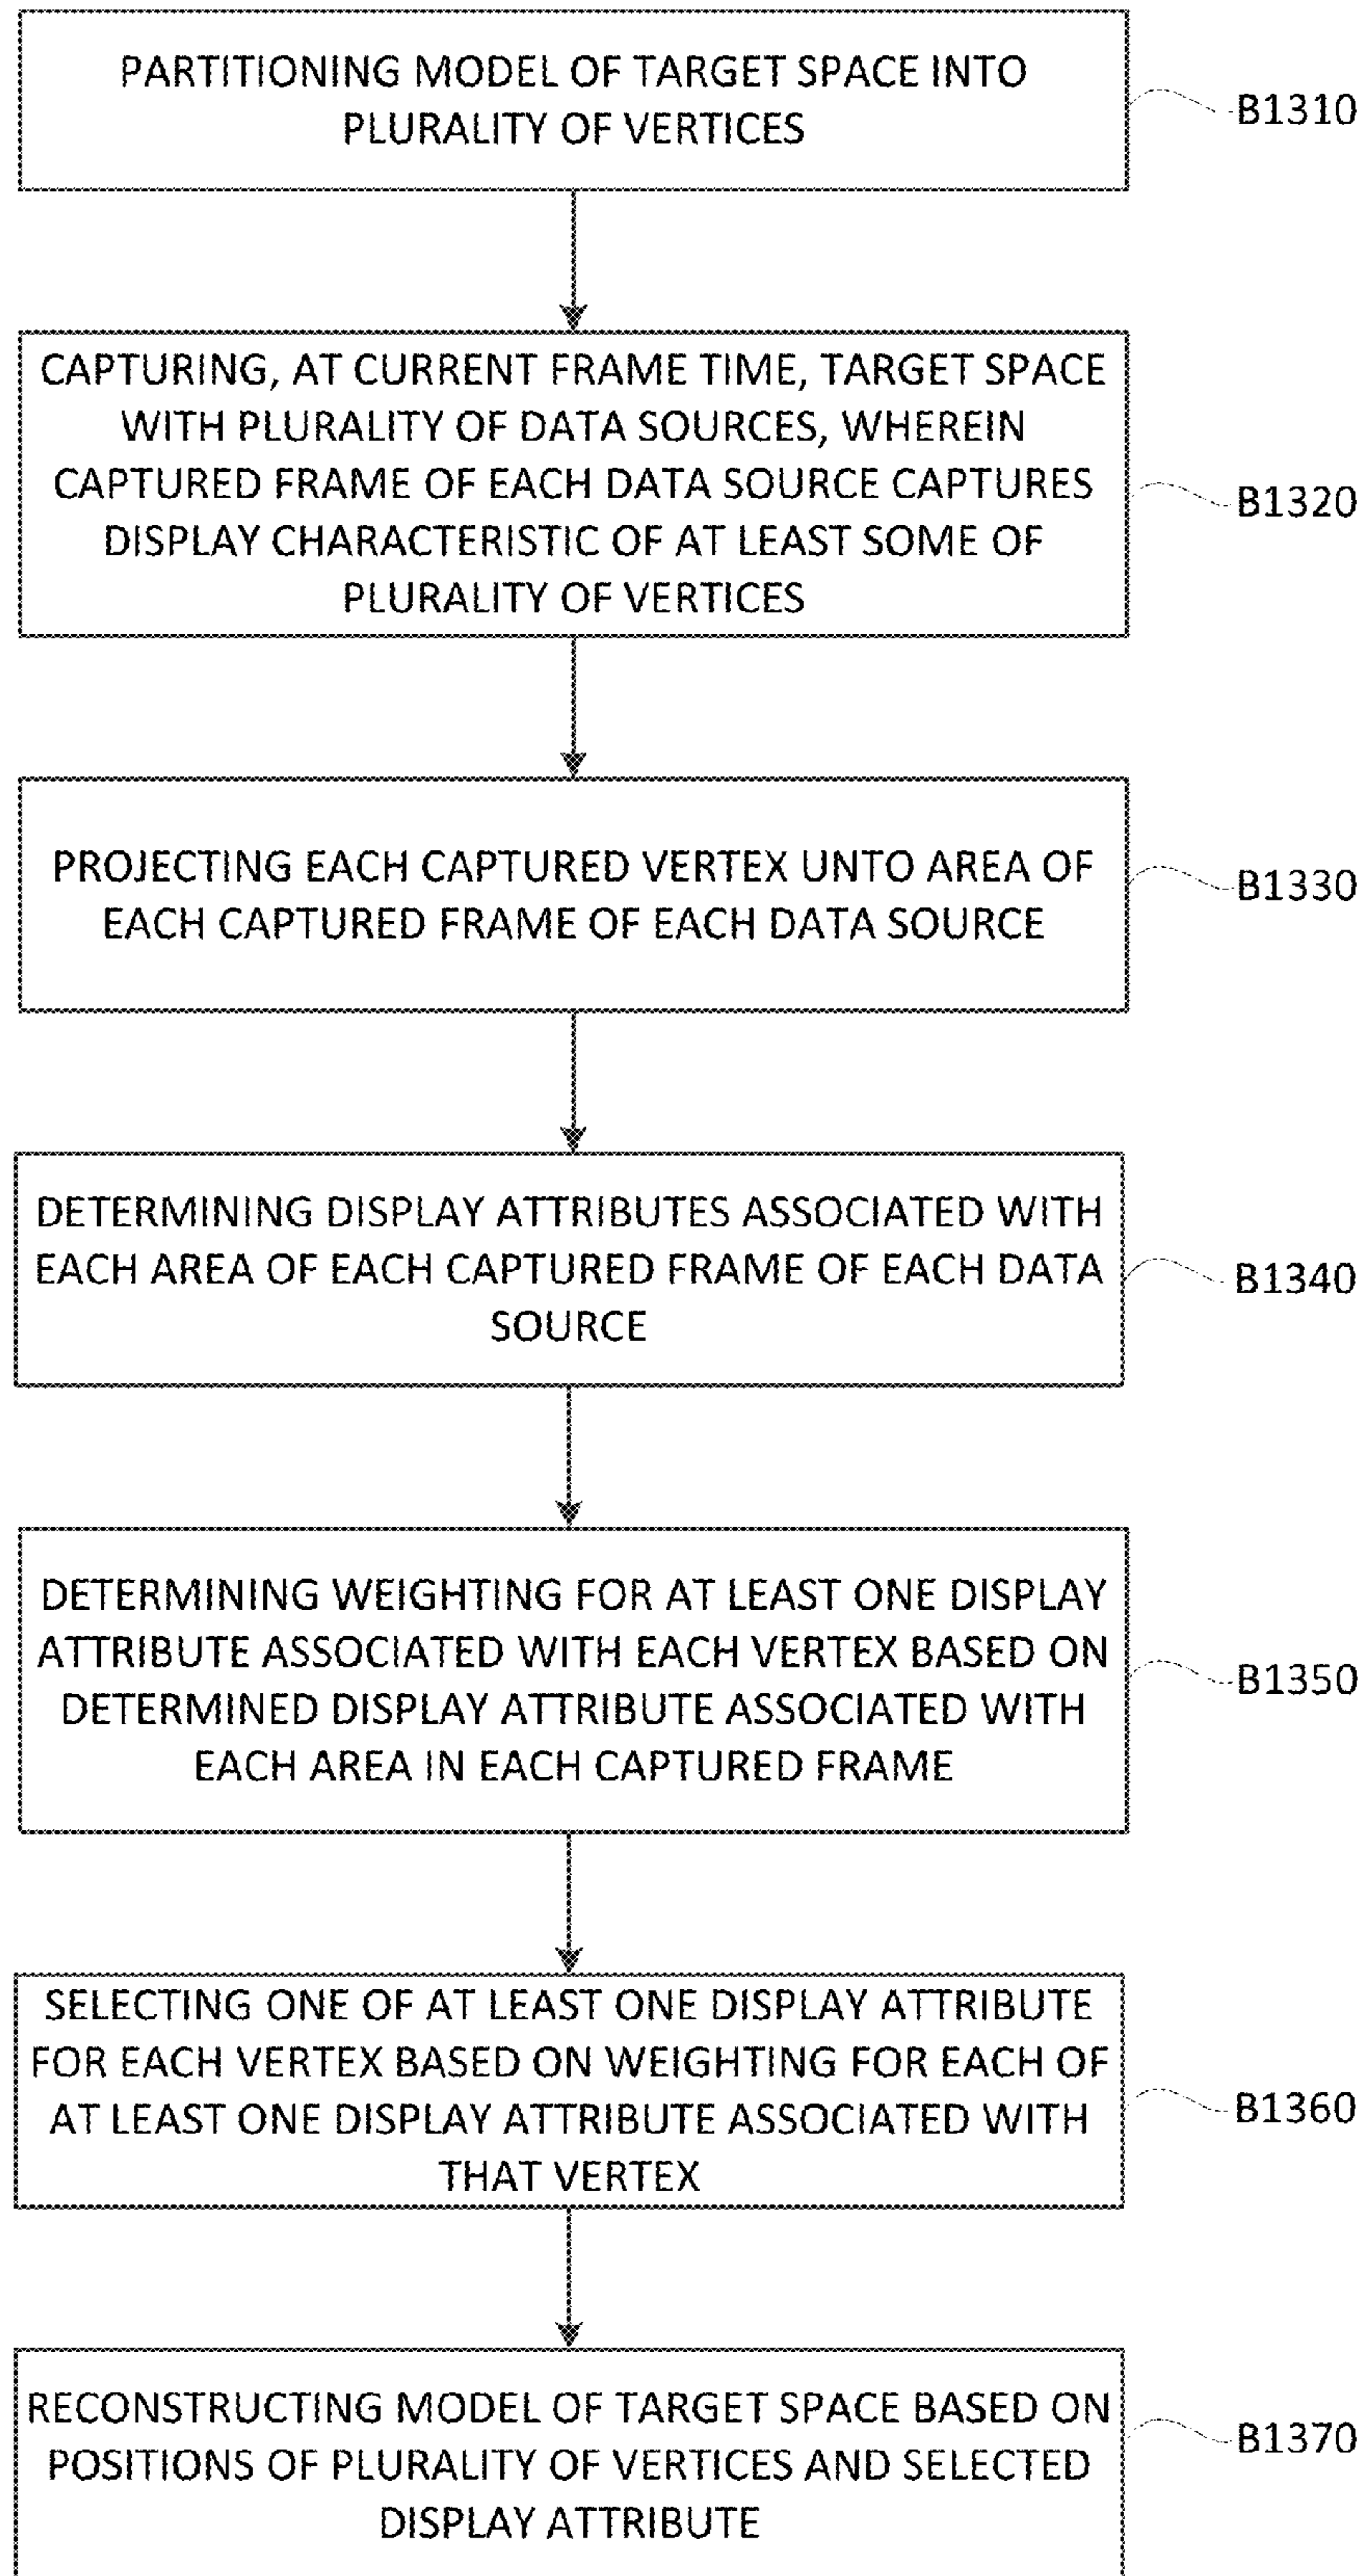 PARTITIONING MODEL OF TARGET SPACE INTO
PLURALITY OF VERTICES
B1310
CAPTURING, AT CURRENT FRAME TIME, TARGET SPACE
WITH PLURALITY OF DATA SOURCES, WHEREIN
CAPTURED FRAME OF EACH DATA SOURCE CAPTURES
DISPLAY CHARACTERISTIC OF AT LEAST SOME OF
PLURALITY OF VERTICES
B1320
PROJECTING EACH CAPTURED VERTEX UNTO AREA OF
EACH CAPTURED FRAME OF EACH DATA SOURCE
B1330
DETERMINING DISPLAY ATTRIBUTES ASSOCIATED WITH
EACH AREA OF EACH CAPTURED FRAME OF EACH DATA
SOURCE
B1340
DETERMINING WEIGHTING FOR AT LEAST ONE DISPLAY
ATTRIBUTE ASSOCIATED WITH EACH VERTEX BASED ON
DETERMINED DISPLAY ATTRIBUTE ASSOCIATED WITH
EACH AREA IN EACH CAPTURED FRAME
B1350
SELECTING ONE OF AT LEAST ONE DISPLAY ATTRIBUTE
FOR EACH VERTEX BASED ON WEIGHTING FOR EACH OF
AT LEAST ONE DISPLAY ATTRIBUTE ASSOCIATED WITH
THAT VERTEX
B1360
RECONSTRUCTING MODEL OF TARGET SPACE BASED ON
POSITIONS OF PLURALITY OF VERTICES AND SELECTED
DISPLAY ATTRIBUTE
B1370